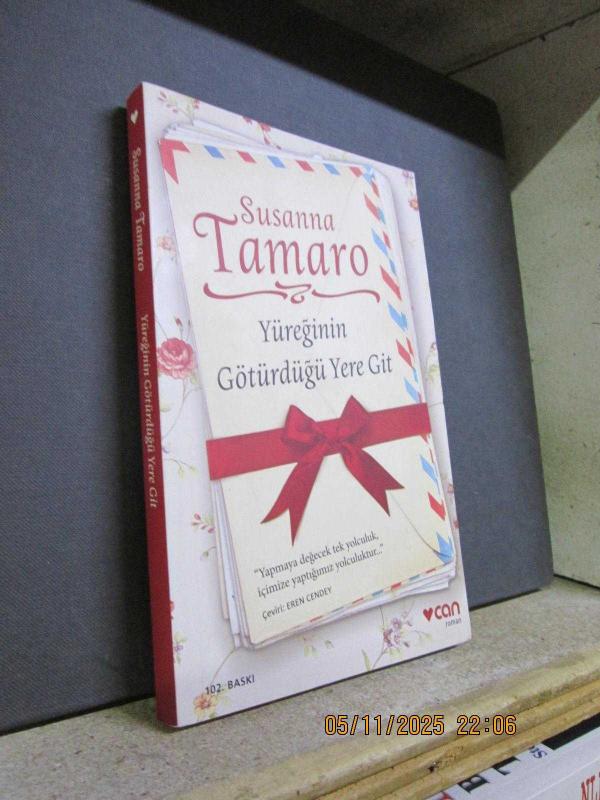 Susanna Tamaro
Yüreğinin Götürdüğü Yere Git
Susanna
Tamaro
Yüreğinin
Götürdüğü Yere Git
"Yapmaya değecek tek yolculuk,
içimize yaptığımız yolculuktur..."
Çeviri: EREN CENDEY
can
roman
102. BASKI
05/11/2025 22:06